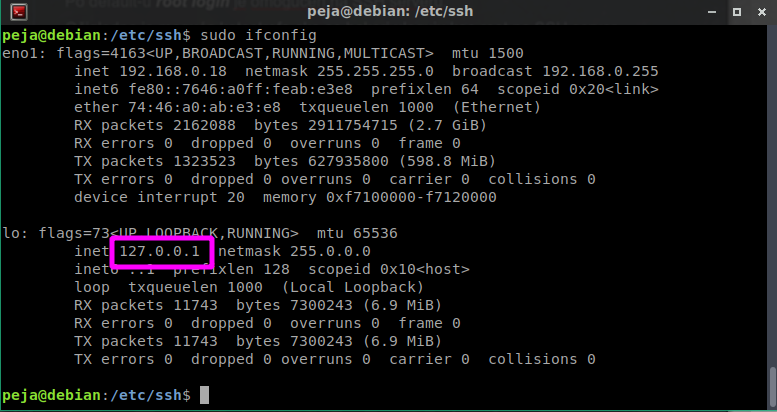 peja@debian: /etc/ssh
peja@debian:/etc/ssh$ sudo ifconfig
eno1: flags=4163<UP,BROADCAST,RUNNING,MULTICAST>  mtu 1500
        inet 192.168.0.18  netmask 255.255.255.0  broadcast 192.168.0.255
        inet6 fe80::7646:a0ff:feab:e3e8  prefixlen 64  scopeid 0x20<link>
        ether 74:46:a0:ab:e3:e8  txqueuelen 1000  (Ethernet)
        RX packets 2162088  bytes 2911754715 (2.7 GiB)
        RX errors 0  dropped 0  overruns 0  frame 0
        TX packets 1323523  bytes 627935800 (598.8 MiB)
        TX errors 0  dropped 0 overruns 0  carrier 0  collisions 0
        device interrupt 20  memory 0xf7100000-f7120000
lo: flags=73<UP,LOOPBACK,RUNNING>  mtu 65536
        inet 127.0.0.1  netmask 255.0.0.0
        inet6 ::1  prefixlen 128  scopeid 0x10<host>
        loop  txqueuelen 1000  (Local Loopback)
        RX packets 11743  bytes 7300243 (6.9 MiB)
        RX errors 0  dropped 0  overruns 0  frame 0
        TX packets 11743  bytes 7300243 (6.9 MiB)
        TX errors 0  dropped 0 overruns 0  carrier 0  collisions 0
peja@debian:/etc/ssh$